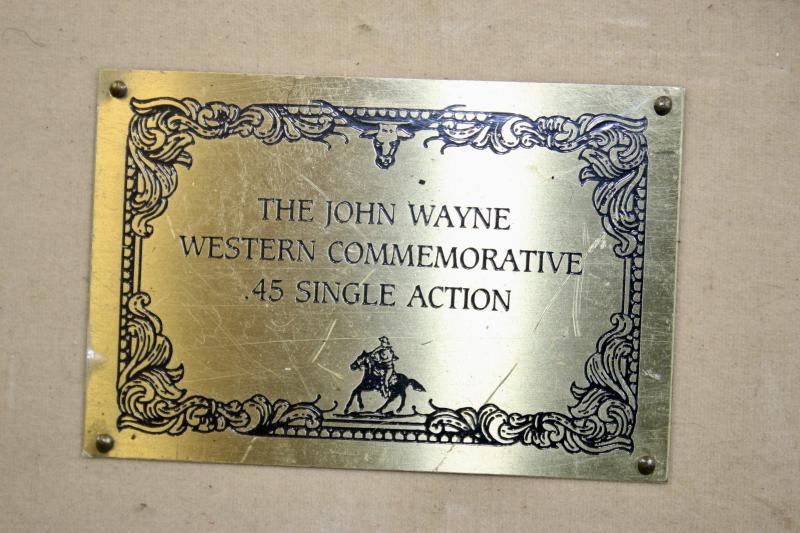 THE JOHN WAYNE
WESTERN COMMEMORATIVE
.45 SINGLE ACTION